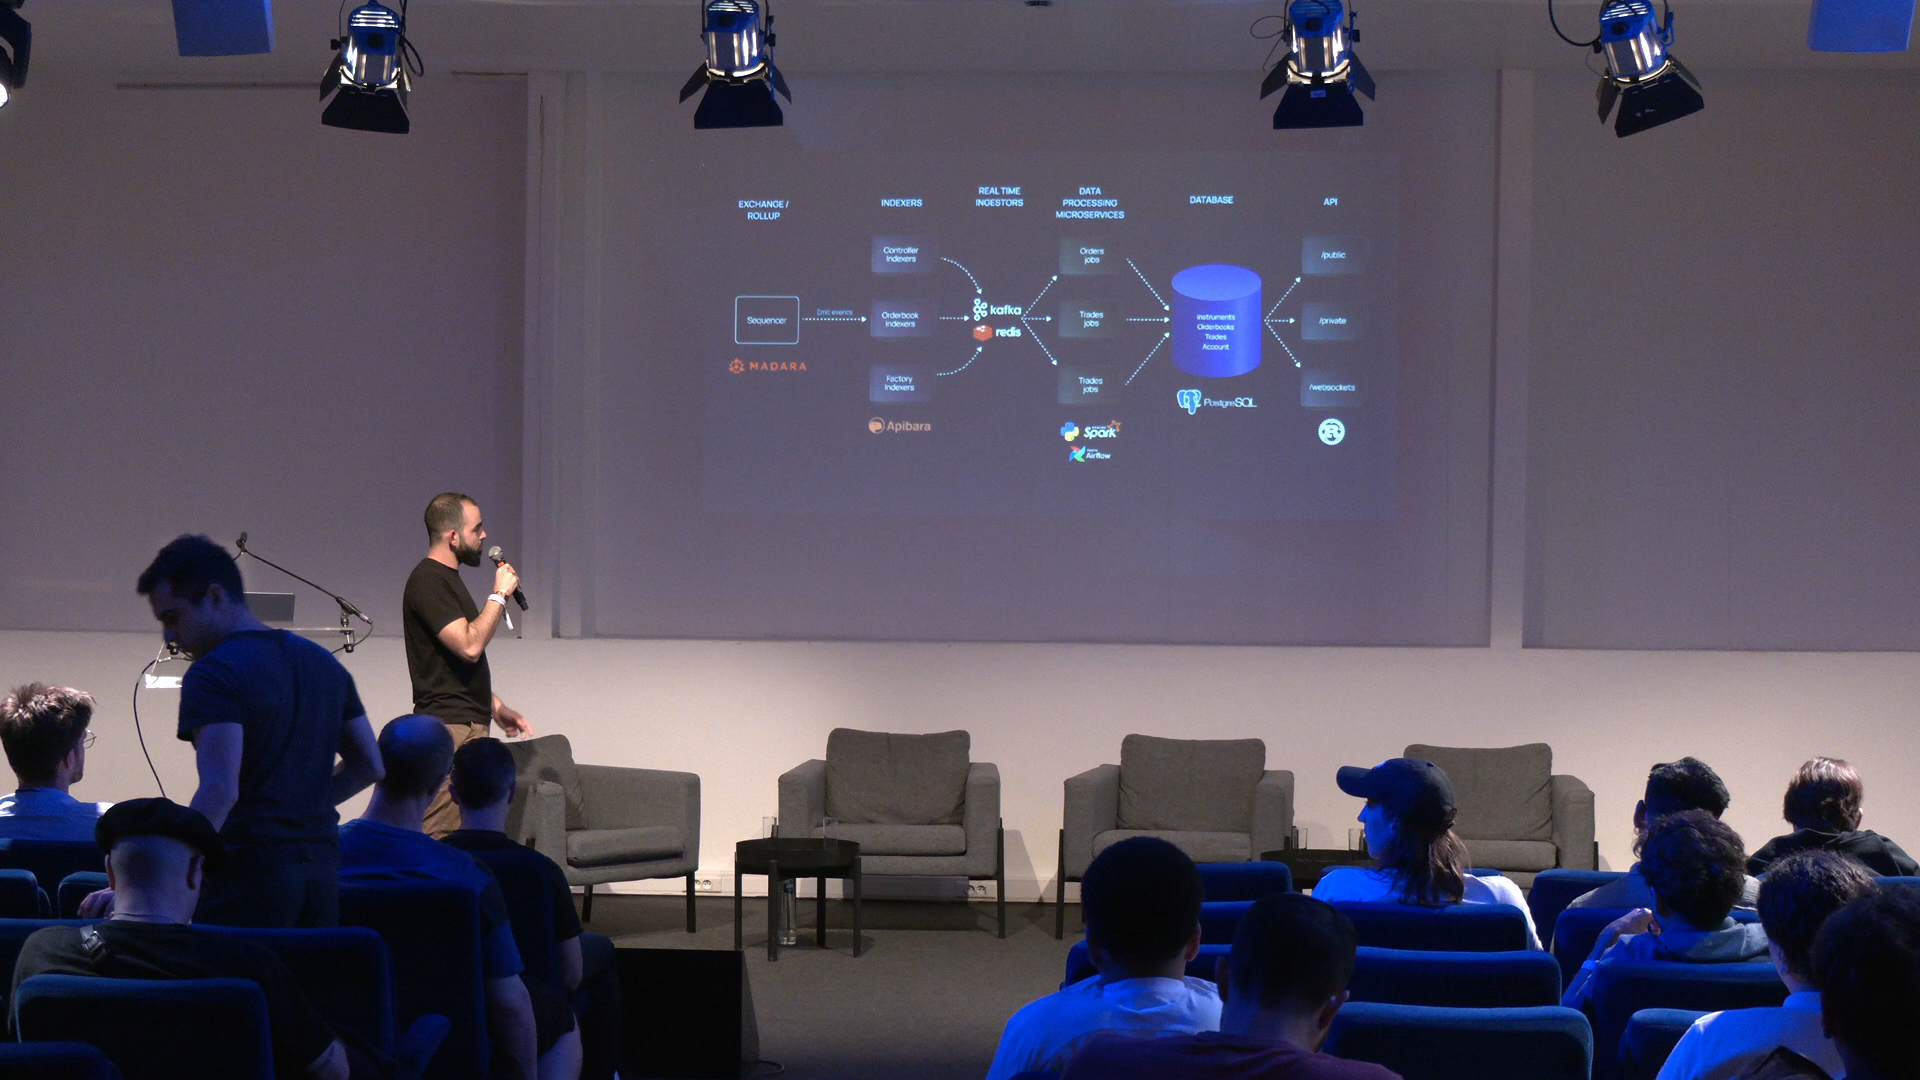 EXCHANGE /
ROLLUP
INDEXERS
REAL TIME
INGESTORS
DATA
PROCESSING
MICROSERVICES
DATABASE
API
Sequencer
MADARA
Controller
Indexers
Orderbook
Indexers
Factory
Indexers
Apibara
kafka
redis
Orders
jobs
Trades
jobs
Trades
jobs
Spark
Airflow
Instruments
Orderbooks
Trades
Account
PostgreSQL
/public
/private
/websockets